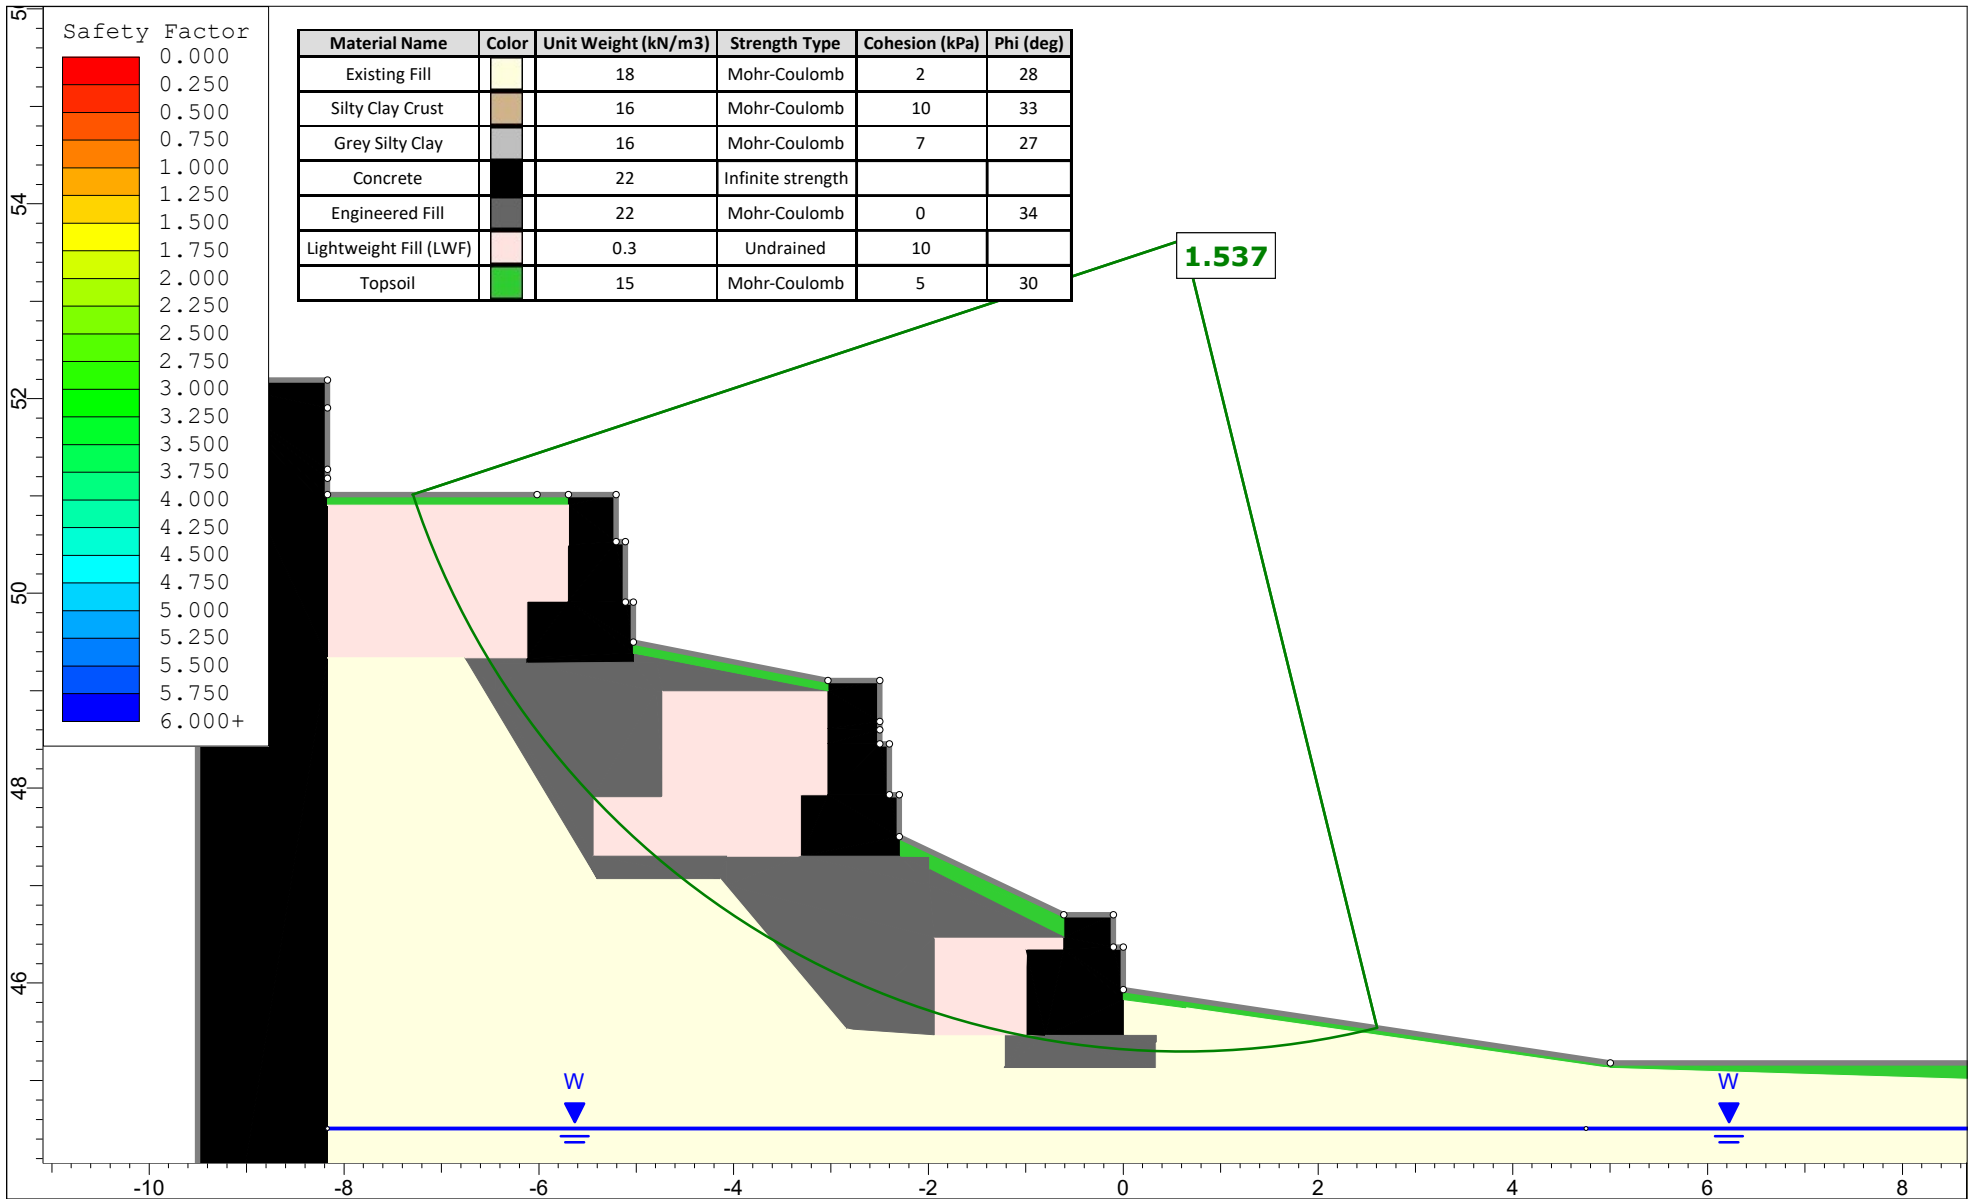 Safety Factor
0.000
0.250
0.500
0.750
1.000
1.250
1.500
1.750
2.000
2.250
2.500
2.750
3.000
3.250
3.500
3.750
4.000
4.250
4.500
4.750
5.000
5.250
5.500
5.750
6.000+
Material Name Color Unit Weight (kN/m3) Strength Type Cohesion (kPa) Phi (deg)
Existing Fill 18 Mohr-Coulomb 2 28
Silty Clay Crust 16 Mohr-Coulomb 10 33
Grey Silty Clay 16 Mohr-Coulomb 7 27
Concrete 22 Infinite strength
Engineered Fill 22 Mohr-Coulomb 0 34
Lightweight Fill (LWF) 0.3 Undrained 10
Topsoil 15 Mohr-Coulomb 5 30
1.537
54
52
50
48
46
W W
-10 -8 -6 -4 -2 0 2 4 6 8